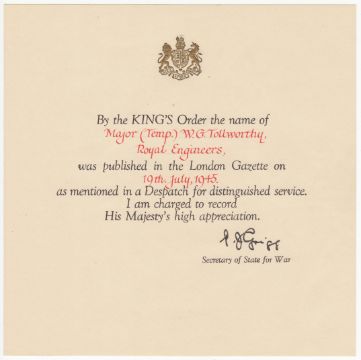 By the KING'S Order the name of
Major (Temp.) W.G. Tollworthy,
Royal Engineers,
was published in the London Gazette on
19th. July, 1945.
as mentioned in a Despatch for distinguished service.
I am charged to record
His Majesty's high appreciation.
P. J. Grigg
Secretary of State for War